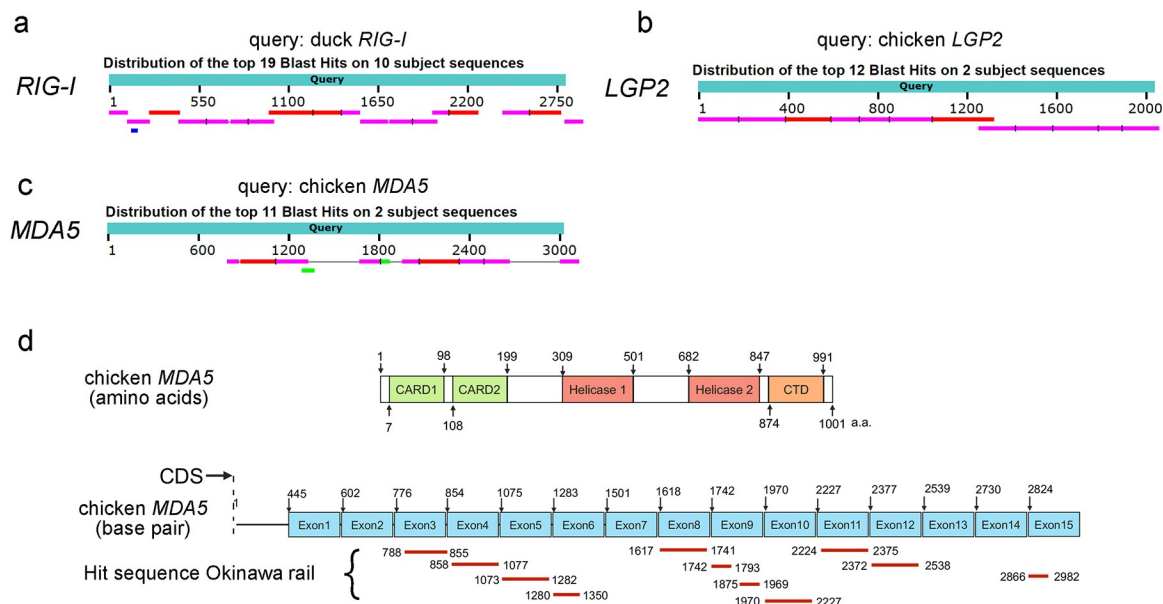 a
query: duck RIG-I
Distribution of the top 19 Blast Hits on 10 subject sequences
RIG-I
Query
1 550 1100 1650 2200 2750
b
query: chicken LGP2
Distribution of the top 12 Blast Hits on 2 subject sequences
LGP2
Query
1 400 800 1200 1600 2000
c
query: chicken MDA5
Distribution of the top 11 Blast Hits on 2 subject sequences
MDA5
Query
1 600 1200 1800 2400 3000
d
1 98 199 309 501 682 847 991
chicken MDA5
(amino acids)
CARD1 CARD2 Helicase 1 Helicase 2 CTD
7 108 874 1001 a.a.
CDS
445 602 776 854 1075 1283 1501 1618 1742 1970 2227 2377 2539 2730 2824
chicken MDA5
(base pair)
Exon1 Exon2 Exon3 Exon4 Exon5 Exon6 Exon7 Exon8 Exon9 Exon10 Exon11 Exon12 Exon13 Exon14 Exon15
Hit sequence Okinawa rail
788 855 1617 1741 2224 2375
858 1077 1742 1793 2372 2538
1073 1282 1875 1969 2866 2982
1280 1350 1970 2227